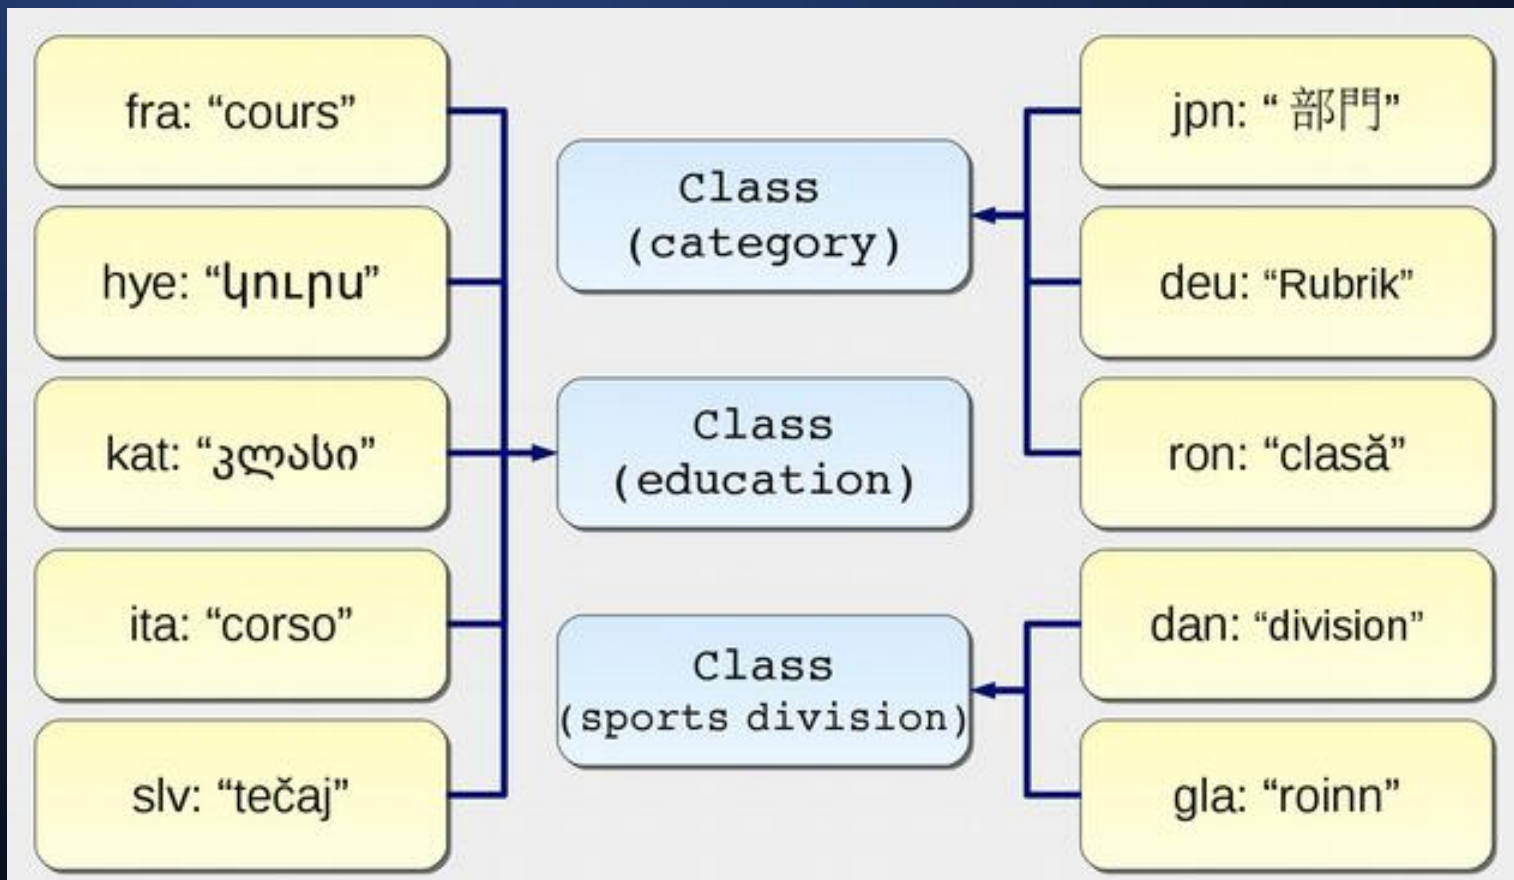 fra: “cours”
hye: “կուրս”
kat: “კლასი”
ita: “corso”
slv: “tečaj”
Class
(category)
Class
(education)
Class
(sports division)
jpn: “ 部門”
deu: “Rubrik”
ron: “clasă”
dan: “division”
gla: “roinn”